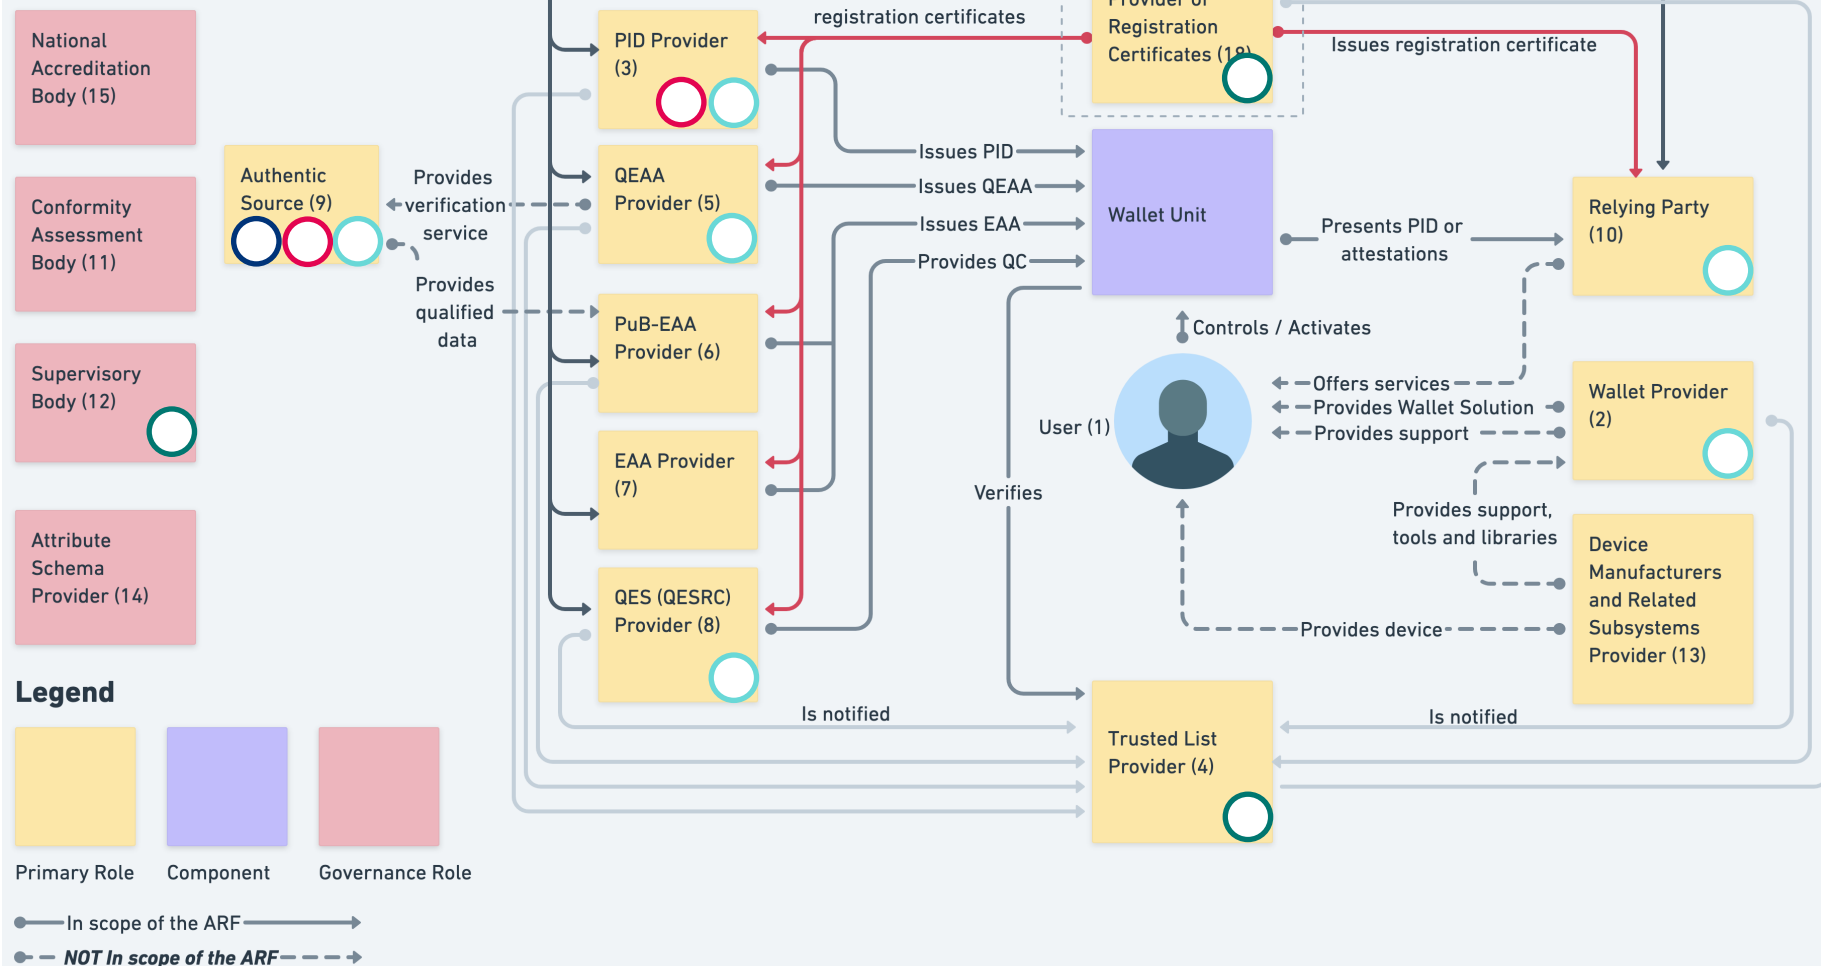 National
Accreditation
Body (15)
Conformity
Assessment
Body (11)
Supervisory
Body (12)
Attribute
Schema
Provider (14)
Authentic
Source (9)
Provides
verification
service
Provides
qualified
data
PID Provider
(3)
QEAA
Provider (5)
PuB-EAA
Provider (6)
EAA Provider
(7)
QES (QESRC)
Provider (8)
registration certificates
Provider of
Registration
Certificates (18)
Issues registration certificate
Issues PID
Issues QEAA
Issues EAA
Provides QC
Wallet Unit
Presents PID or
attestations
Relying Party
(10)
Controls / Activates
User (1)
Offers services
Provides Wallet Solution
Provides support
Wallet Provider
(2)
Verifies
Provides support,
tools and libraries
Device
Manufacturers
and Related
Subsystems
Provider (13)
Provides device
Is notified
Is notified
Trusted List
Provider (4)
Legend
Primary Role
Component
Governance Role
In scope of the ARF
NOT In scope of the ARF